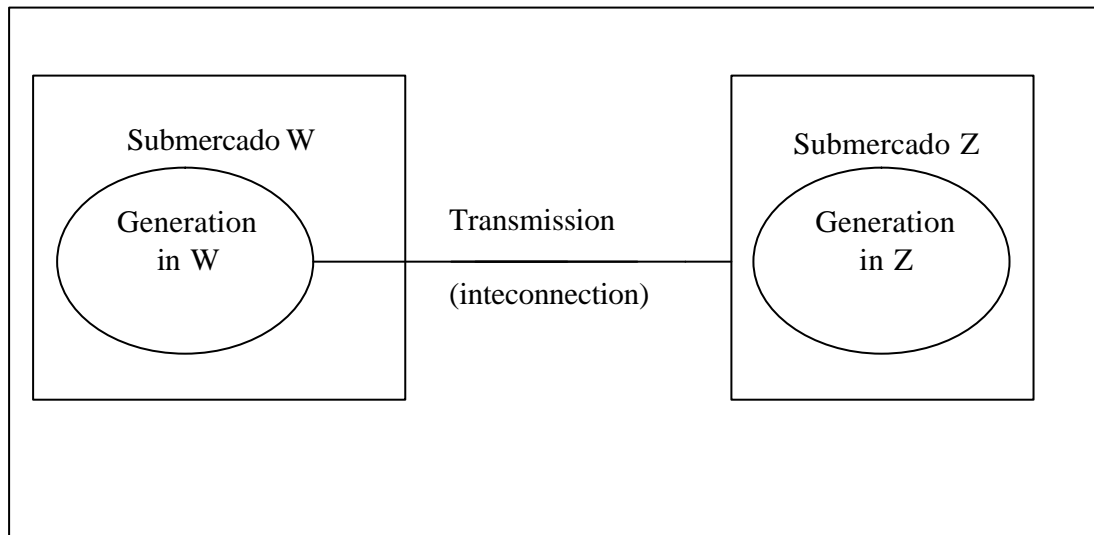 Submercado W
Generation
in W
Transmission
(inteconnection)
Submercado Z
Generation
in Z